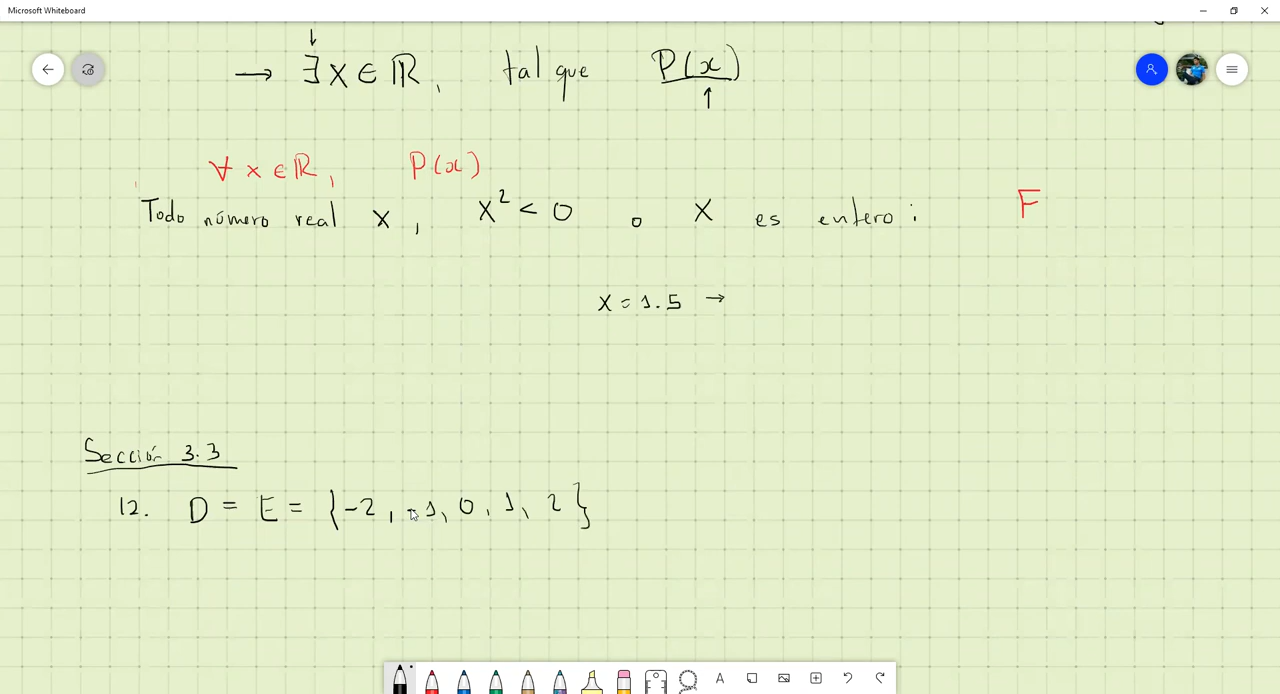 Microsoft Whiteboard
→ ∃ x ∈ ℝ, tal que P(x)
∀ x ∈ ℝ, P(x)
Todo número real x, x² < 0 o x es entero: F
x = 1.5 →
Sección 3.3
12. D = E = {-2, -1, 0, 1, 2}
A